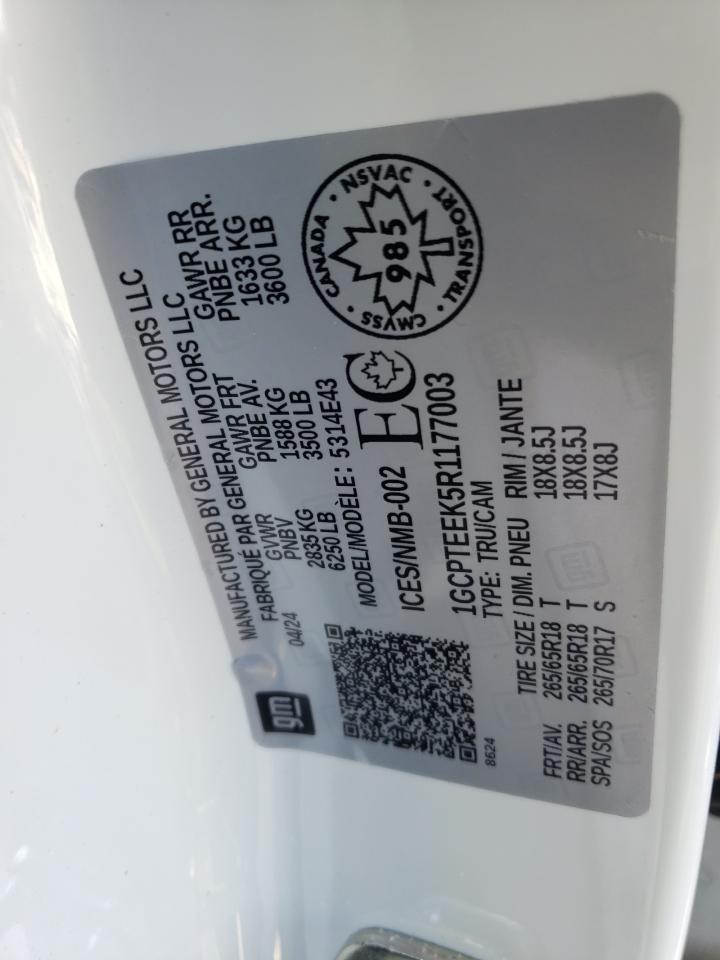 gm
MANUFACTURED BY GENERAL MOTORS LLC
FABRIQUÉ PAR GENERAL MOTORS LLC
04/24
GVWR GAWR FRT GAWR RR
PNBV PNBE AV. PNBE ARR.
2835 KG 1588 KG 1633 KG
6250 LB 3500 LB 3600 LB
MODEL/MODÈLE: 5314E43
ICES/NMB-002 EC
CANADA · NSVAC · TRANSPORT · CMVSS ·
985
1GCPTEEK5R1177003
TYPE: TRU/CAM
8624
TIRE SIZE / DIM. PNEU RIM / JANTE
FRT/AV. 265/65R18 T 18X8.5J
RR/ARR. 265/65R18 T 18X8.5J
SPA/SOS 265/70R17 S 17X8J